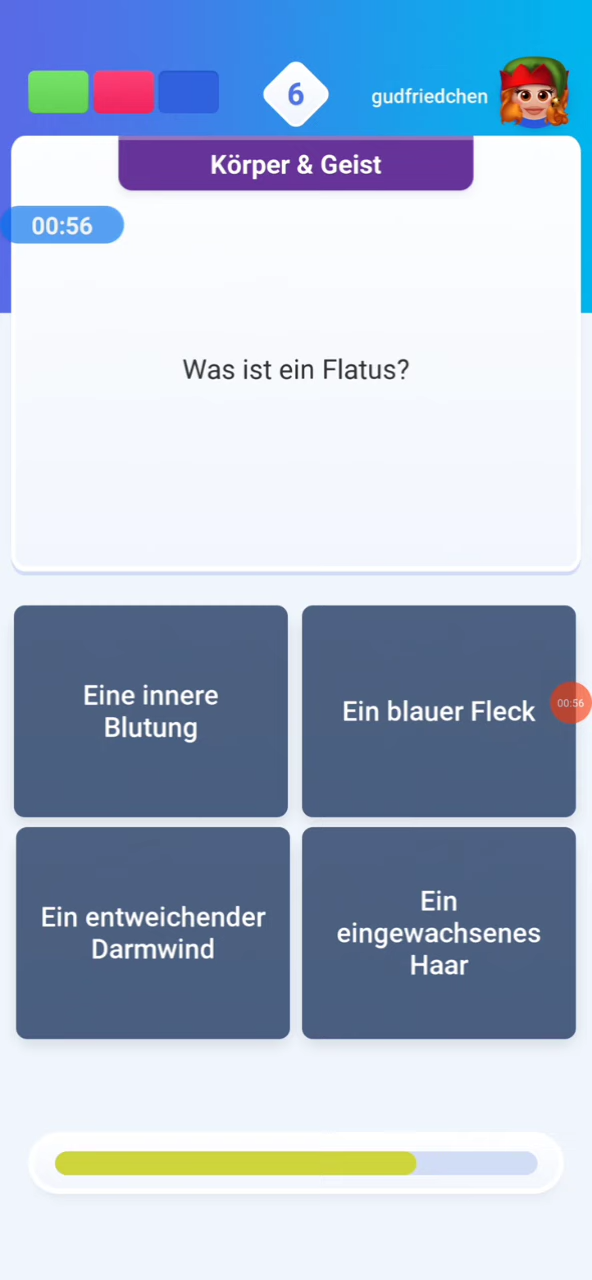 6
gudfriedchen
Körper & Geist
00:56
Was ist ein Flatus?
Eine innere
Blutung
Ein blauer Fleck
00:56
Ein entweichender
Darmwind
Ein
eingewachsenes
Haar